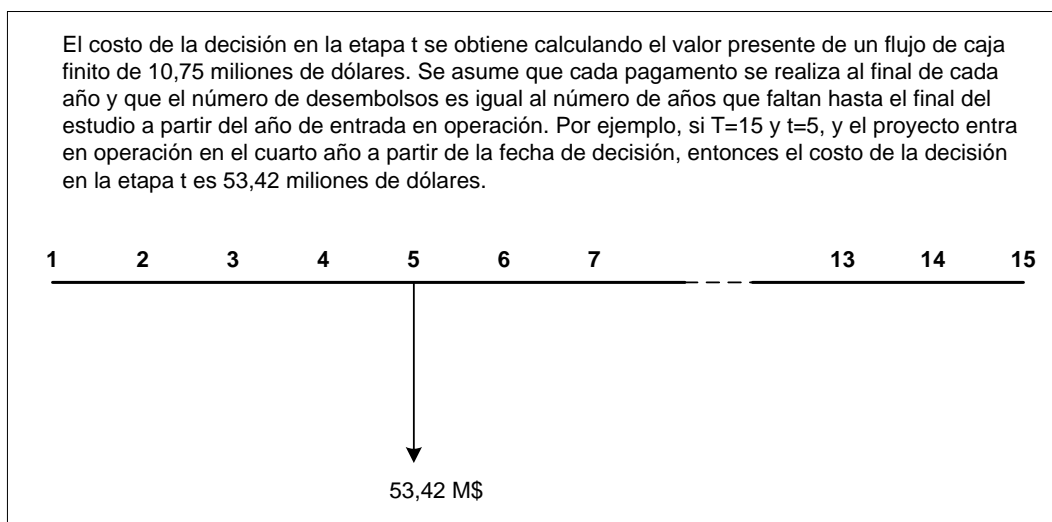 El costo de la decisión en la etapa t se obtiene calculando el valor presente de un flujo de caja
finito de 10,75 miliones de dólares. Se asume que cada pagamento se realiza al final de cada
año y que el número de desembolsos es igual al número de años que faltan hasta el final del
estudio a partir del año de entrada en operación. Por ejemplo, si T=15 y t=5, y el proyecto entra
en operación en el cuarto año a partir de la fecha de decisión, entonces el costo de la decisión
en la etapa t es 53,42 miliones de dólares.
1 2 3 4 5 6 7 13 14 15
53,42 M$